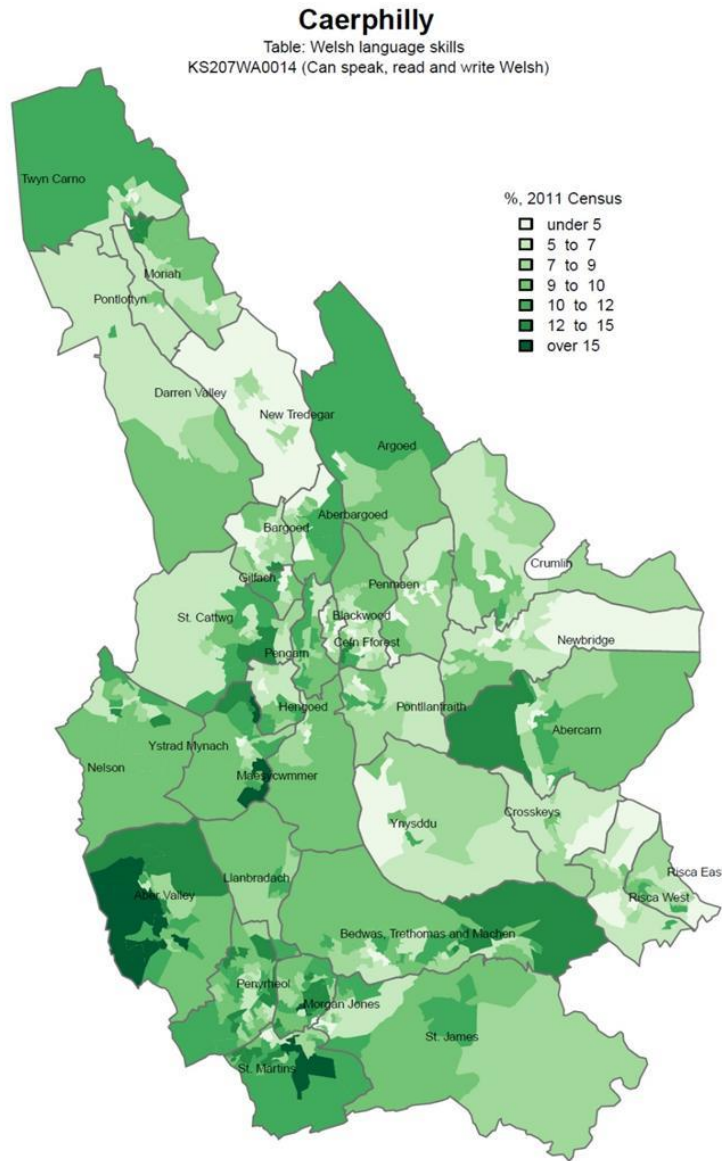 Caerphilly
Table: Welsh language skills
KS207WA0014 (Can speak, read and write Welsh)
Twyn Carno
%, 2011 Census
under 5
5 to 7
7 to 9
9 to 10
10 to 12
12 to 15
over 15
Moriah
Pontlottyn
Darren Valley
New Tredegar
Argoed
Aberbargoed
Bargoed
Crumlin
Gilfach
Penmaen
St. Cattwg
Blackwood
Newbridge
Cefn Fforest
Pengam
Hengoed
Pontllanfraith
Abercarn
Ystrad Mynach
Nelson
Maesycwmmer
Crosskeys
Ynysddu
Risca East
Llanbradach
Aber Valley
Risca West
Bedwas, Trethomas and Machen
Penyrheol
Morgan Jones
St. James
St. Martins